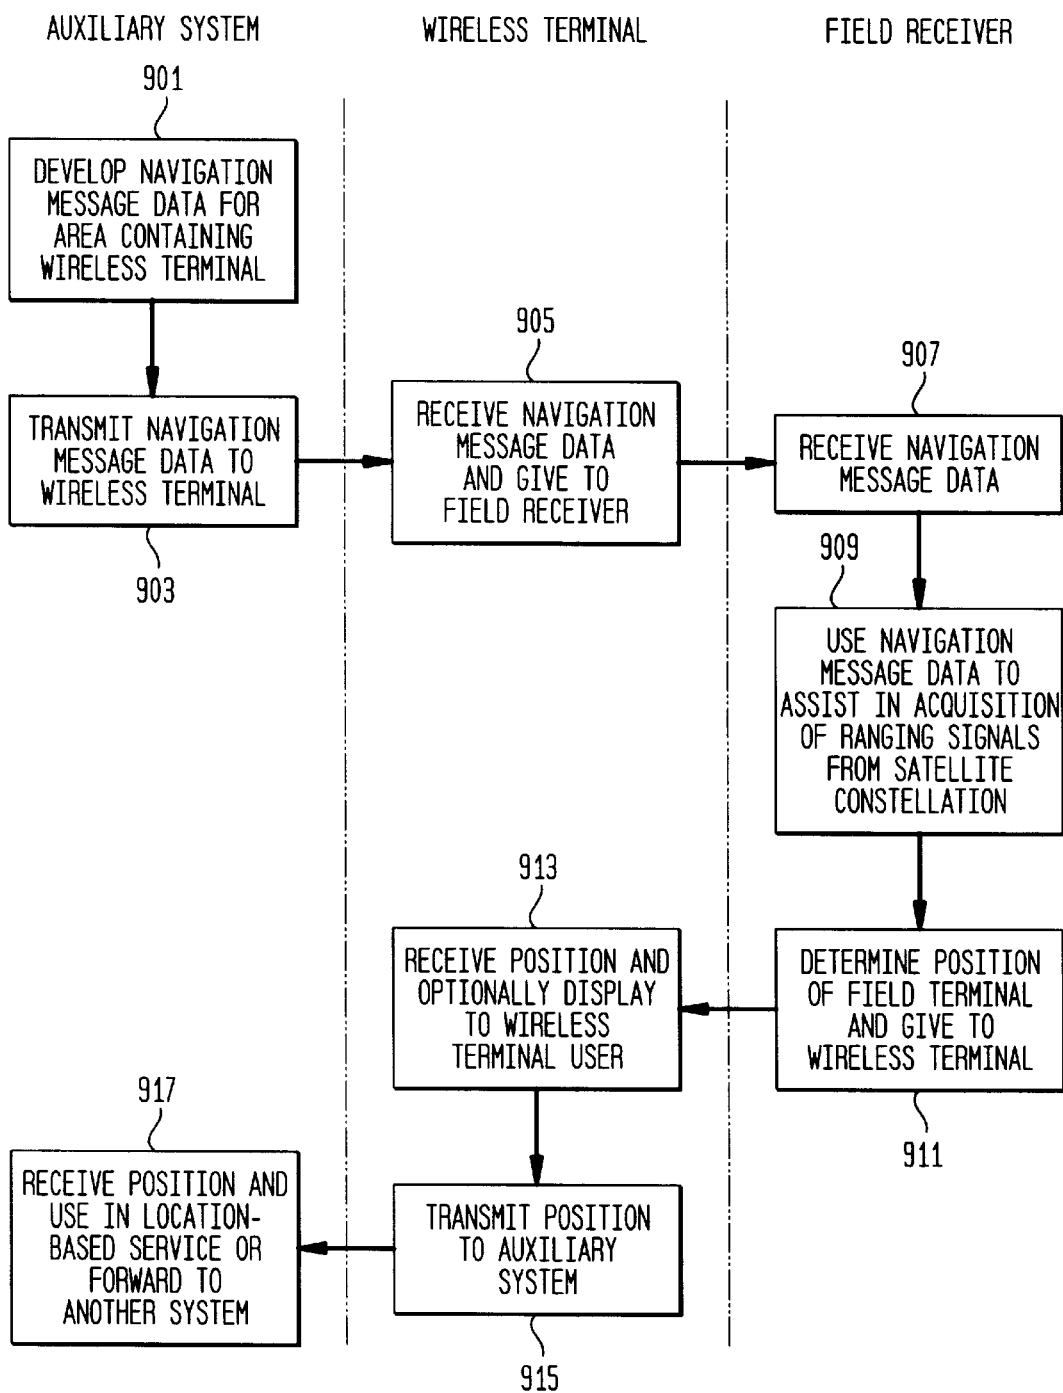 AUXILIARY SYSTEM
WIRELESS TERMINAL
FIELD RECEIVER
901
DEVELOP NAVIGATION
MESSAGE DATA FOR
AREA CONTAINING
WIRELESS TERMINAL
TRANSMIT NAVIGATION
MESSAGE DATA TO
WIRELESS TERMINAL
903
905
RECEIVE NAVIGATION
MESSAGE DATA
AND GIVE TO
FIELD RECEIVER
907
RECEIVE NAVIGATION
MESSAGE DATA
909
USE NAVIGATION
MESSAGE DATA TO
ASSIST IN ACQUISITION
OF RANGING SIGNALS
FROM SATELLITE
CONSTELLATION
DETERMINE POSITION
OF FIELD TERMINAL
AND GIVE TO
WIRELESS TERMINAL
911
913
RECEIVE POSITION AND
OPTIONALLY DISPLAY
TO WIRELESS
TERMINAL USER
TRANSMIT POSITION
TO AUXILIARY
SYSTEM
915
917
RECEIVE POSITION AND
USE IN LOCATION-
BASED SERVICE OR
FORWARD TO
ANOTHER SYSTEM